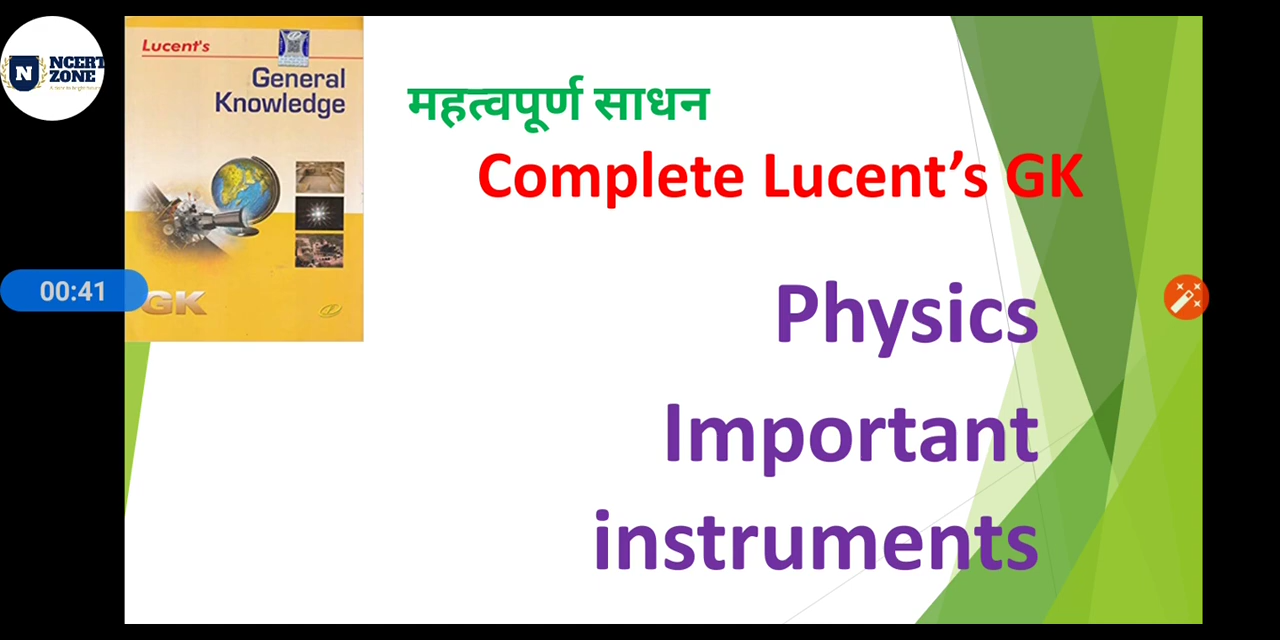 NCERT
ZONE
Lucent's
General
Knowledge
GK
00:41
महत्वपूर्ण साधन
Complete Lucent’s GK
Physics
Important
instruments